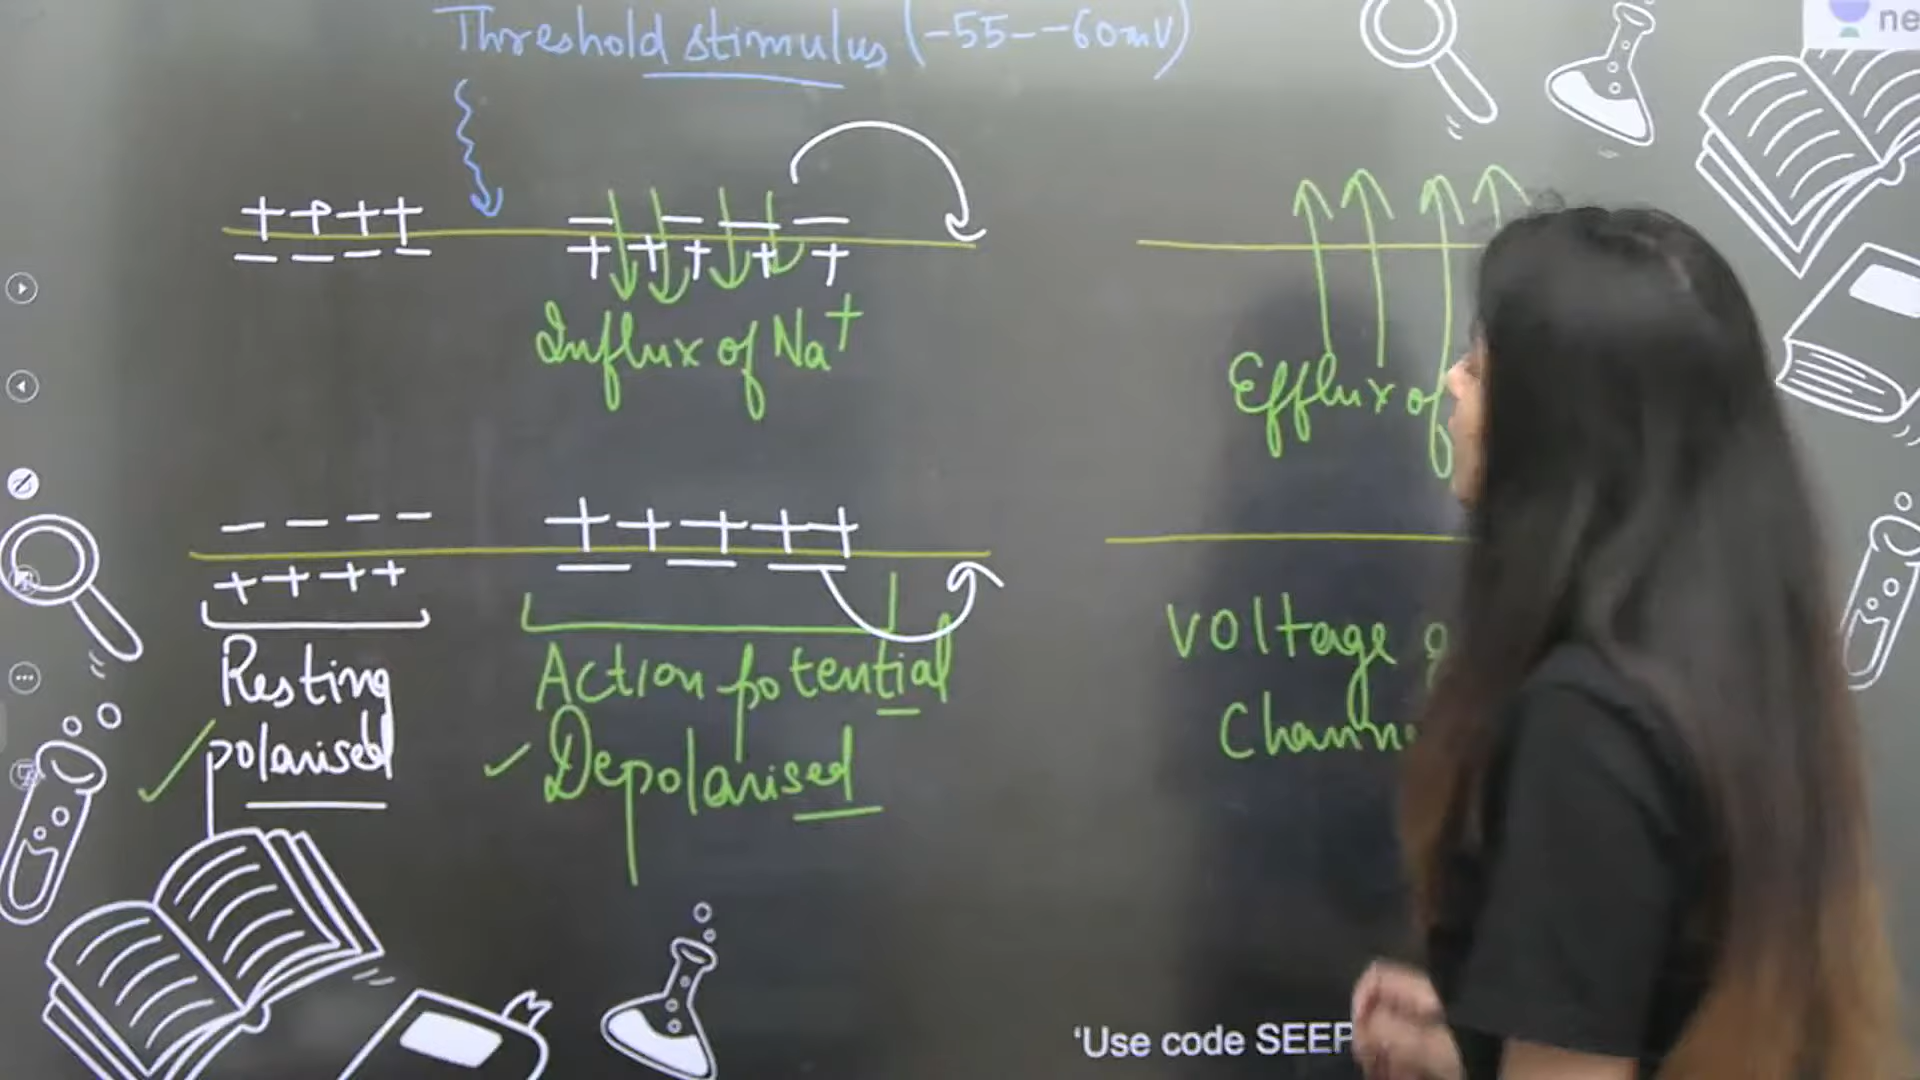 Threshold stimulus (-55--60mV)
ne
++++
– – – –
– – – – –
+ + + + +
Influx of Na+
Efflux of
– – – –
+ + + +
+ + + + +
– – –
Resting
polarised
Action potential
Depolarised
Voltage
Chann
'Use code SEEP